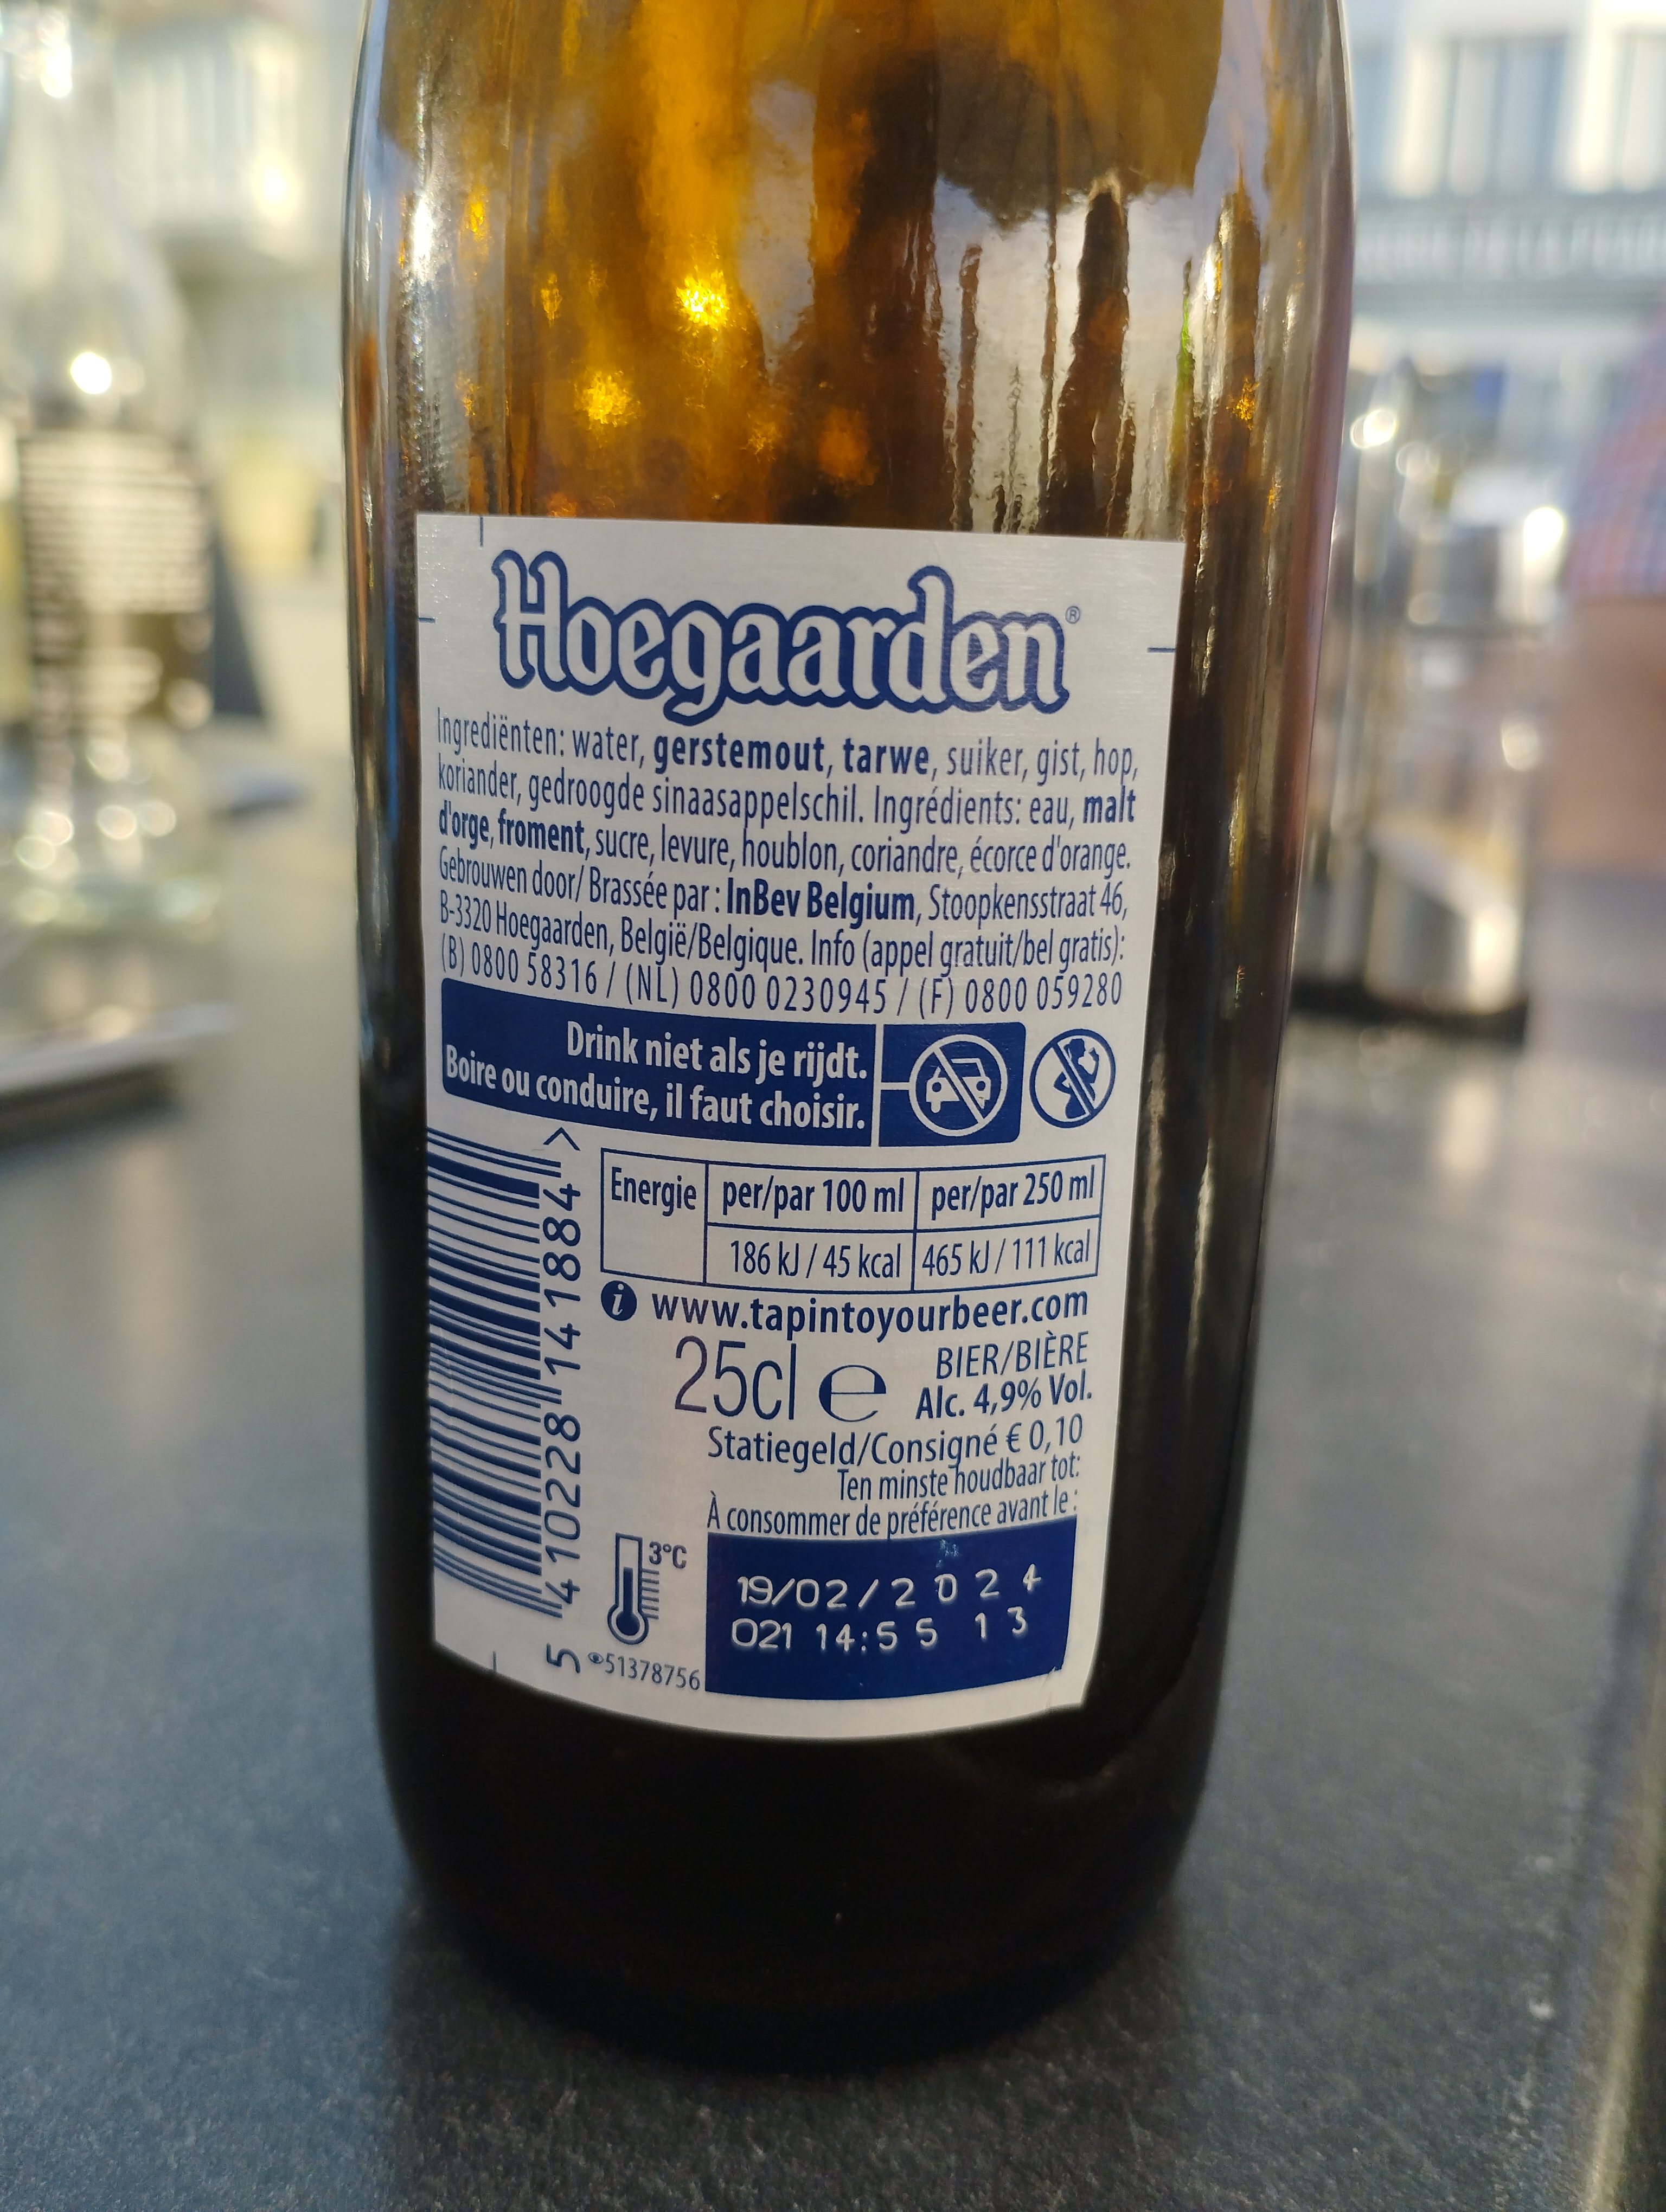 Hoegaarden®
Ingrediënten: water, gerstemout, tarwe, suiker, gist, hop,
koriander, gedroogde sinaasappelschil. Ingrédients: eau, malt
d'orge, froment, sucre, levure, houblon, coriandre, écorce d'orange.
Gebrouwen door/ Brassée par : InBev Belgium, Stoopkensstraat 46,
B-3320 Hoegaarden, België/Belgique. Info (appel gratuit/bel gratis):
(B) 0800 58316 / (NL) 0800 0230945 / (F) 0800 059280
Drink niet als je rijdt.
Boire ou conduire, il faut choisir.
Energie per/par 100 ml per/par 250 ml
186 kJ / 45 kcal 465 kJ / 111 kcal
i www.tapintoyourbeer.com
25cl e BIER/BIÈRE
Alc. 4,9% Vol.
Statiegeld/Consigné € 0,10
Ten minste houdbaar tot:
À consommer de préférence avant le :
19/02/2024
021 14:55 13
3°C
51378756
5 410228 141884 >